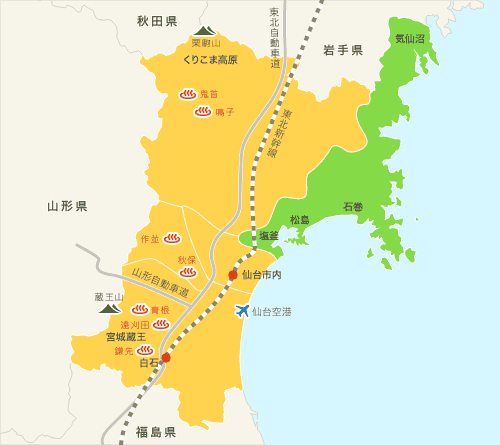 秋田県
東北自動車道
岩手県
気仙沼
栗駒山
くりこま高原
鬼首
鳴子
東北新幹線
山形県
石巻
松島
塩釜
作並
秋保
仙台市内
山形自動車道
蔵王山
青根
仙台空港
遠刈田
宮城蔵王
鎌先
白石
福島県